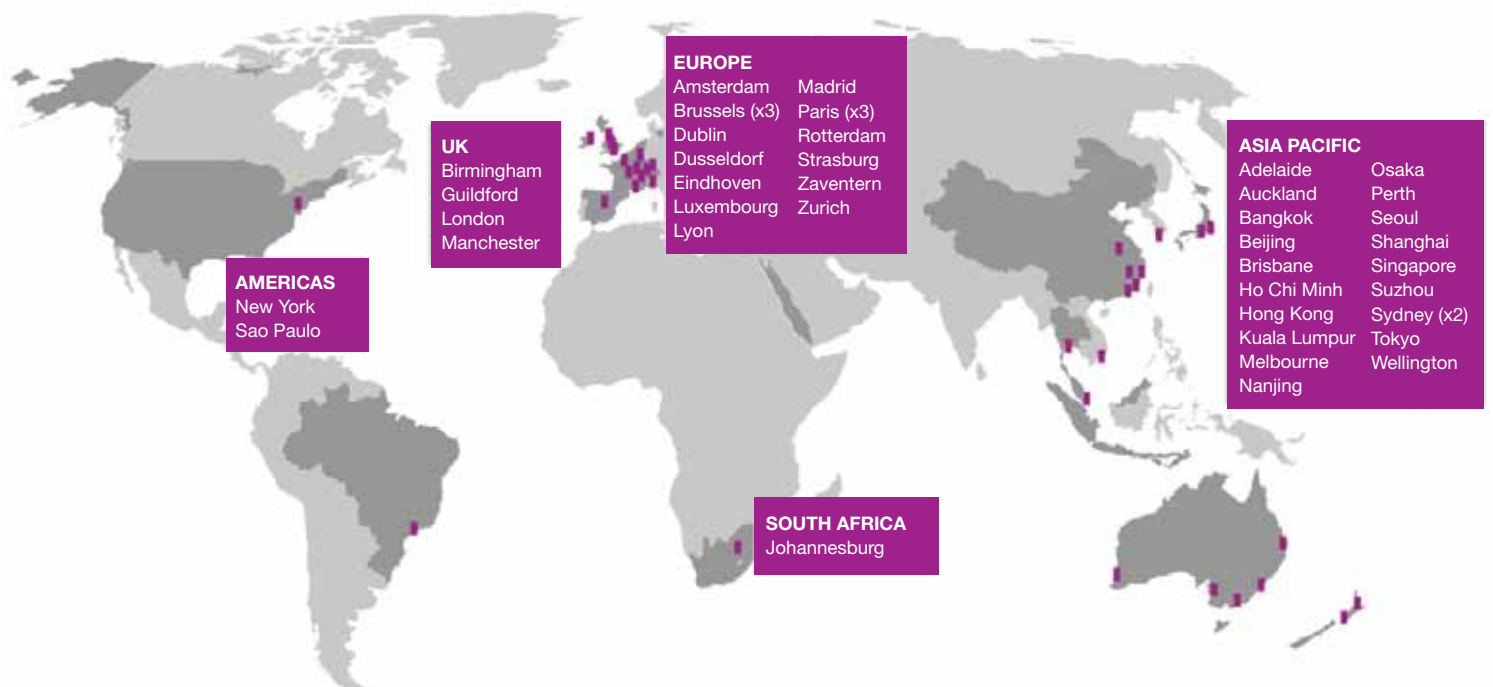 EUROPE
Amsterdam
Brussels (x3)
Dublin
Dusseldorf
Eindhoven
Luxembourg
Lyon
Madrid
Paris (x3)
Rotterdam
Strasburg
Zaventern
Zurich
UK
Birmingham
Guildford
London
Manchester
ASIA PACIFIC
Adelaide
Auckland
Bangkok
Beijing
Brisbane
Ho Chi Minh
Hong Kong
Kuala Lumpur
Melbourne
Nanjing
Osaka
Perth
Seoul
Shanghai
Singapore
Suzhou
Sydney (x2)
Tokyo
Wellington
AMERICAS
New York
Sao Paulo
SOUTH AFRICA
Johannesburg